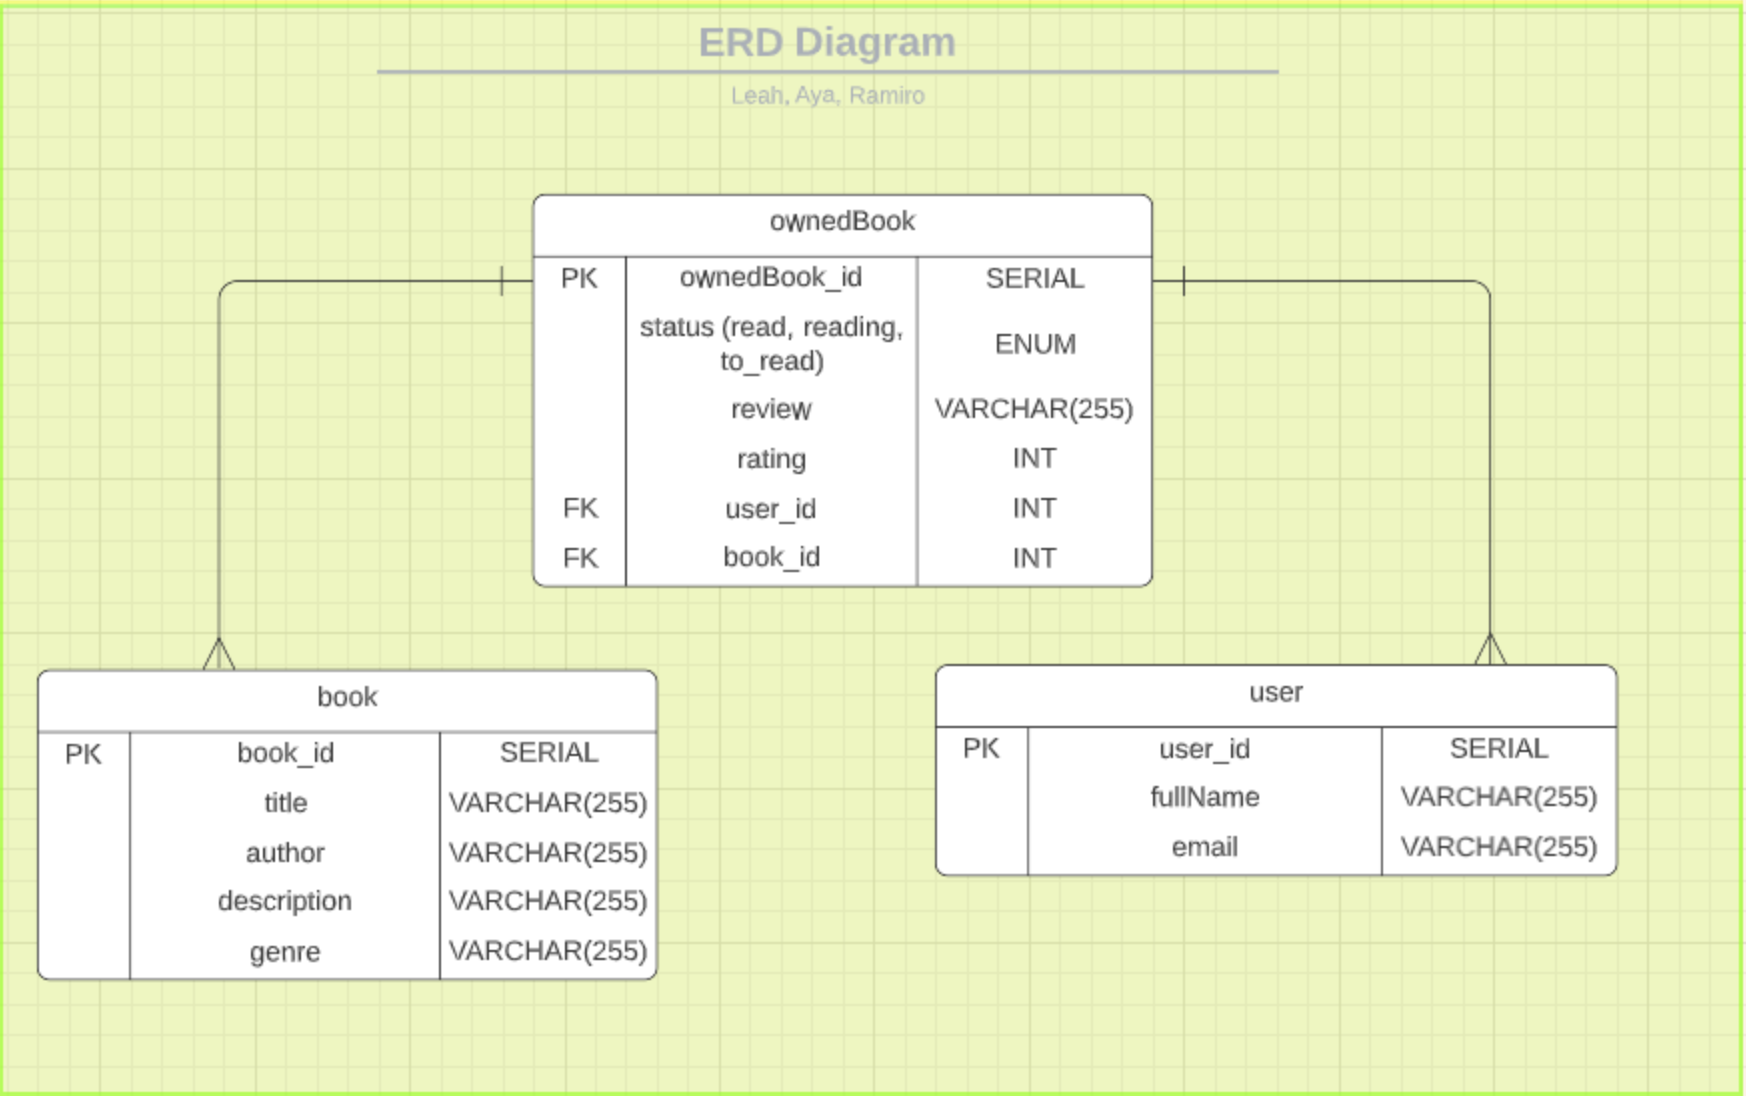 ERD Diagram
Leah, Aya, Ramiro
ownedBook
PK ownedBook_id SERIAL
status (read, reading,
to_read) ENUM
review VARCHAR(255)
rating INT
FK user_id INT
FK book_id INT
book
PK book_id SERIAL
title VARCHAR(255)
author VARCHAR(255)
description VARCHAR(255)
genre VARCHAR(255)
user
PK user_id SERIAL
fullName VARCHAR(255)
email VARCHAR(255)